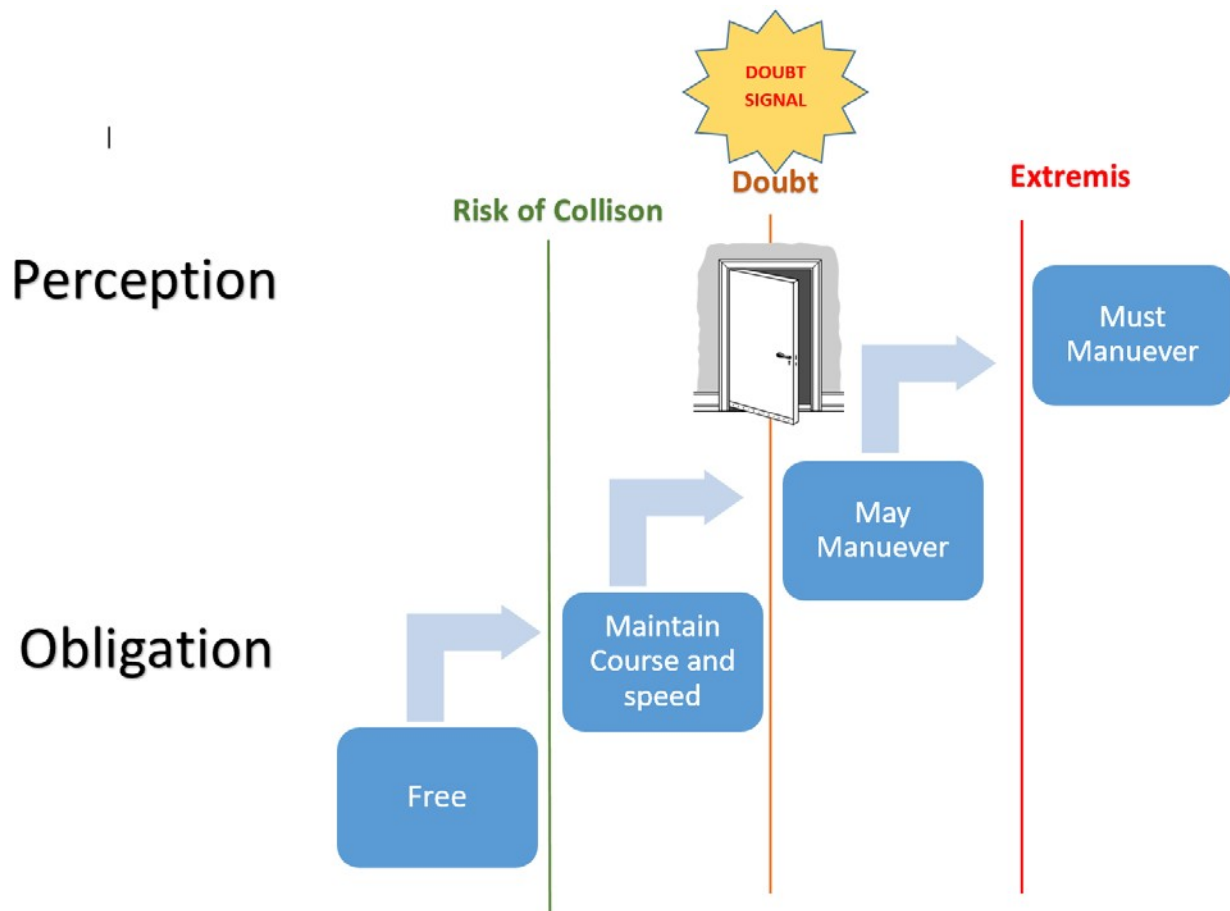 DOUBT
SIGNAL
Doubt
Extremis
Risk of Collison
Perception
Must
Manuever
May
Manuever
Obligation
Maintain
Course and
speed
Free